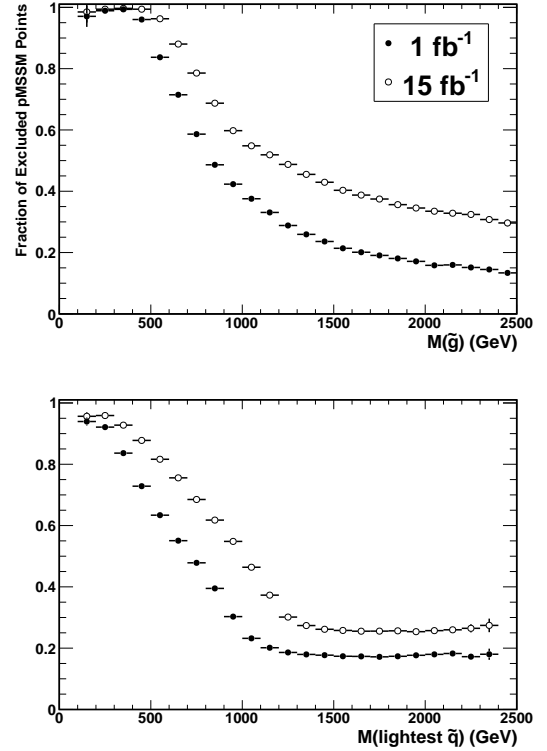 Fraction of Excluded pMSSM Points
1
0.8
0.6
0.4
0.2
0
1 fb⁻¹
15 fb⁻¹
0 500 1000 1500 2000 2500
M(g̃) (GeV)
1
0.8
0.6
0.4
0.2
0
0 500 1000 1500 2000 2500
M(lightest q̃) (GeV)